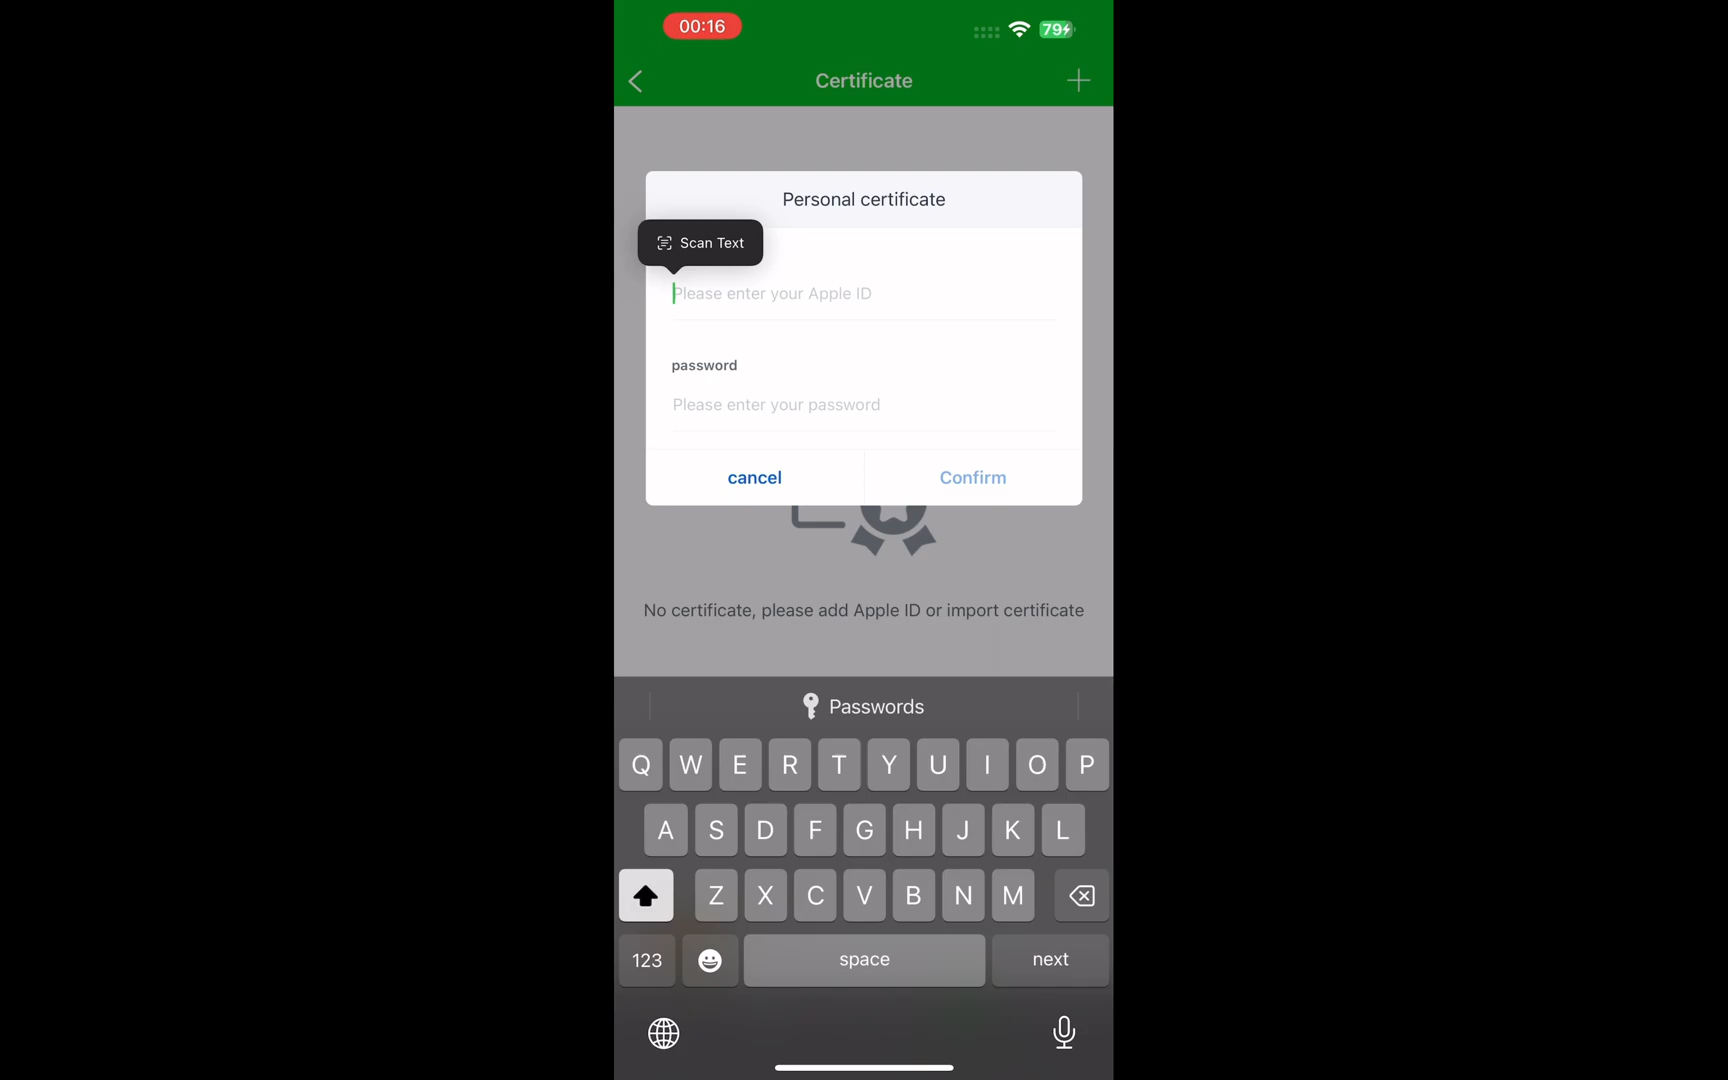 00:16
79
Certificate
Personal certificate
Scan Text
Please enter your Apple ID
password
Please enter your password
cancel
Confirm
No certificate, please add Apple ID or import certificate
Passwords
Q W E R T Y U I O P
A S D F G H J K L
Z X C V B N M
123
space
next